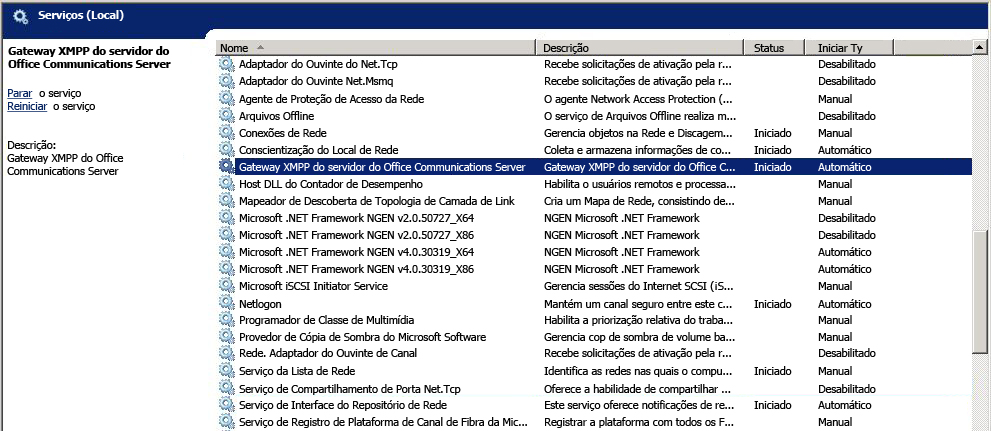 Serviços (Local)
Gateway XMPP do servidor do
Office Communications Server
Parar o serviço
Reiniciar o serviço
Descrição:
Gateway XMPP do Office
Communications Server
Nome Descrição Status Iniciar Ty
Adaptador do Ouvinte do Net.Tcp Recebe solicitações de ativação pela r... Desabilitado
Adaptador do Ouvinte Net.Msmq Recebe solicitações de ativação pela r... Desabilitado
Agente de Proteção de Acesso da Rede O agente Network Access Protection (... Manual
Arquivos Offline O serviço de Arquivos Offline realiza m... Desabilitado
Conexões de Rede Gerencia objetos na Rede e Discagem... Iniciado Manual
Conscientização do Local de Rede Coleta e armazena informações de co... Iniciado Automático
Gateway XMPP do servidor do Office Communications Server Gateway XMPP do servidor do Office C... Iniciado Automático
Host DLL do Contador de Desempenho Habilita o usuários remotos e processa... Manual
Mapeador de Descoberta de Topologia de Camada de Link Cria um Mapa de Rede, consistindo de... Manual
Microsoft .NET Framework NGEN v2.0.50727_X64 NGEN Microsoft .NET Framework Desabilitado
Microsoft .NET Framework NGEN v2.0.50727_X86 NGEN Microsoft .NET Framework Desabilitado
Microsoft .NET Framework NGEN v4.0.30319_X64 NGEN Microsoft .NET Framework Automático
Microsoft .NET Framework NGEN v4.0.30319_X86 NGEN Microsoft .NET Framework Automático
Microsoft iSCSI Initiator Service Gerencia sessões do Internet SCSI (iS... Manual
Netlogon Mantém um canal seguro entre este c... Iniciado Automático
Programador de Classe de Multimídia Habilita a priorização relativa do traba... Manual
Provedor de Cópia de Sombra do Microsoft Software Gerencia cop de sombra de volume ba... Manual
Rede. Adaptador do Ouvinte de Canal Recebe solicitações de ativação pela r... Desabilitado
Serviço da Lista de Rede Identifica as redes nas quais o compu... Iniciado Manual
Serviço de Compartilhamento de Porta Net.Tcp Oferece a habilidade de compartilhar ... Desabilitado
Serviço de Interface do Repositório de Rede Este serviço oferece notificações de re... Iniciado Automático
Serviço de Registro de Plataforma de Canal de Fibra da Mic... Registrar a plataforma com todos os F... Manual